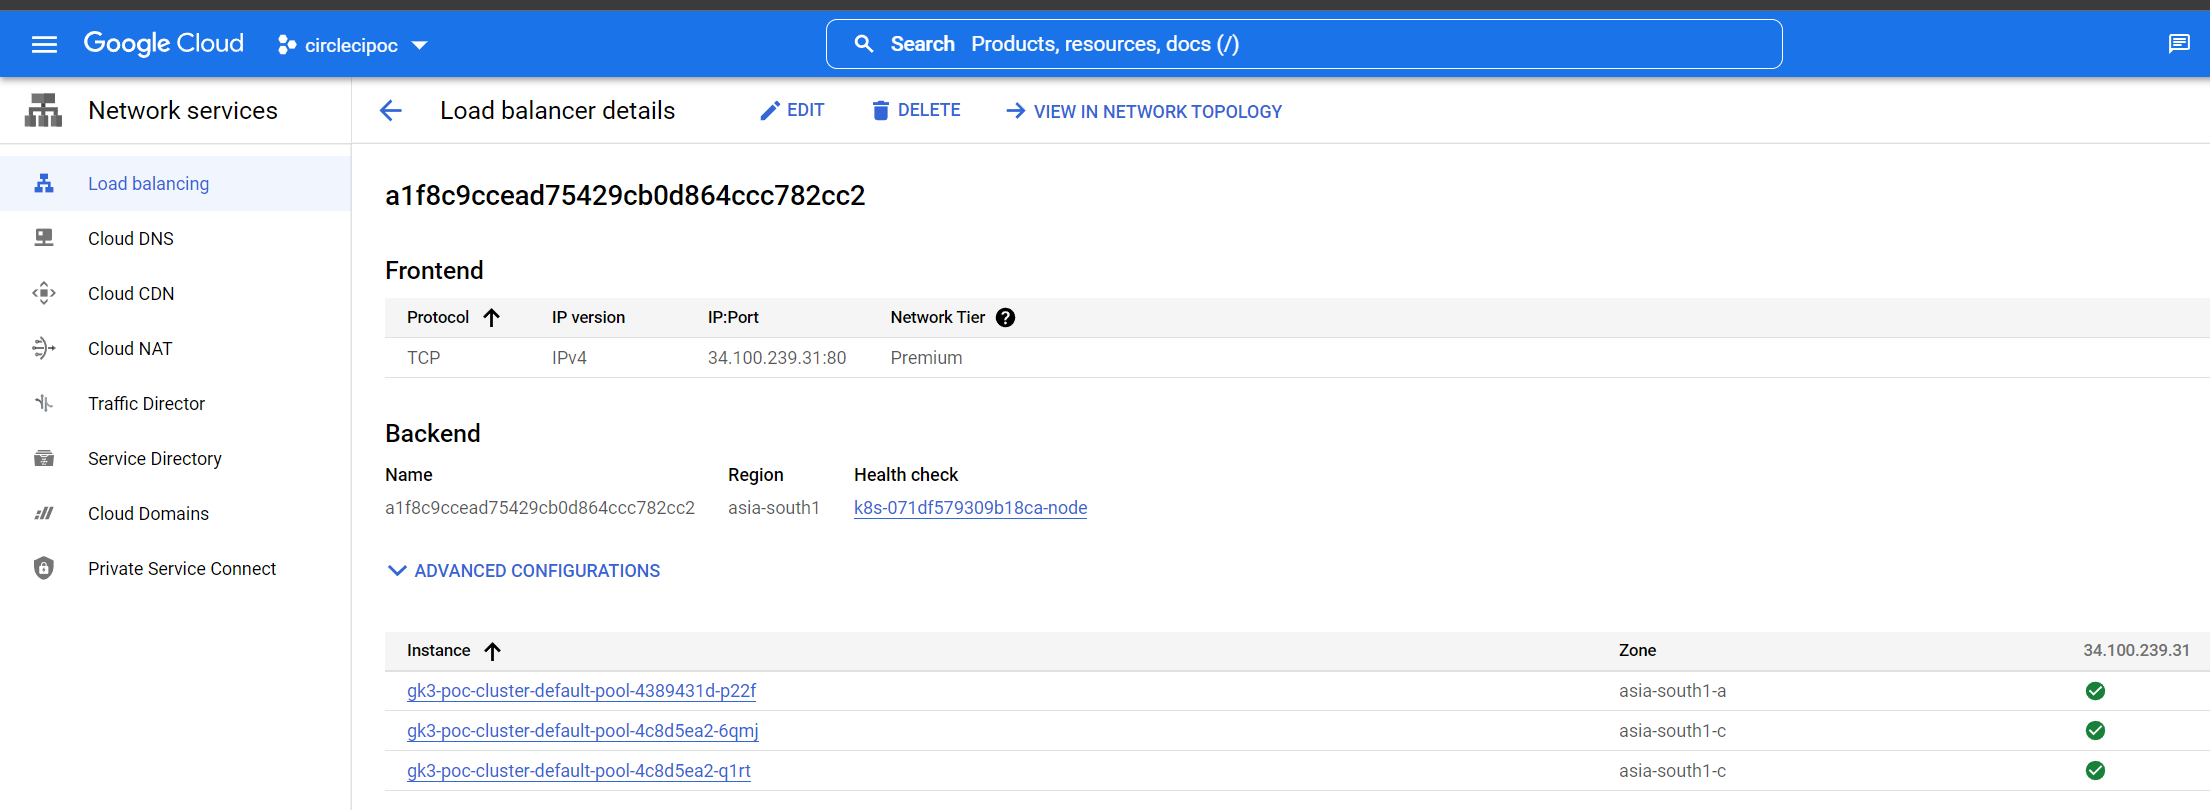 Google Cloud circlecipoc Search Products, resources, docs (/)
Network services
Load balancer details EDIT DELETE VIEW IN NETWORK TOPOLOGY
Load balancing
Cloud DNS
Cloud CDN
Cloud NAT
Traffic Director
Service Directory
Cloud Domains
Private Service Connect
a1f8c9ccead75429cb0d864ccc782cc2
Frontend
Protocol IP version IP:Port Network Tier
TCP IPv4 34.100.239.31:80 Premium
Backend
Name Region Health check
a1f8c9ccead75429cb0d864ccc782cc2 asia-south1 k8s-071df579309b18ca-node
ADVANCED CONFIGURATIONS
Instance Zone 34.100.239.31
gk3-poc-cluster-default-pool-4389431d-p22f asia-south1-a
gk3-poc-cluster-default-pool-4c8d5ea2-6qmj asia-south1-c
gk3-poc-cluster-default-pool-4c8d5ea2-q1rt asia-south1-c